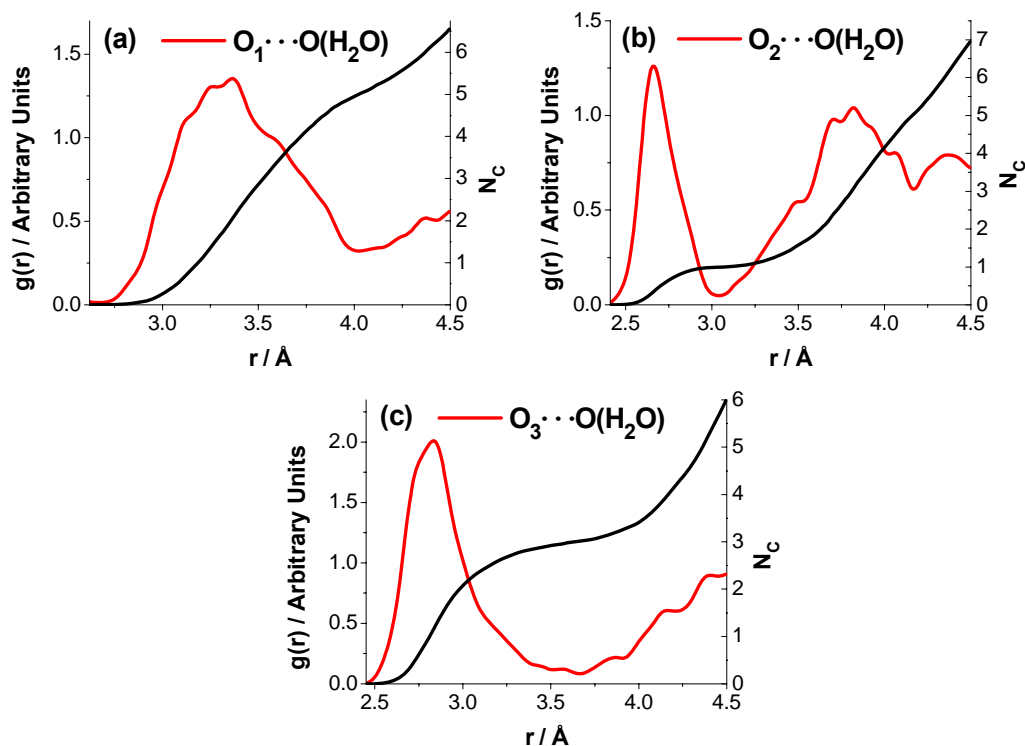 (a) O₁···O(H₂O)
g(r) / Arbitrary Units
1.5
1.0
0.5
0.0
3.0 3.5 4.0 4.5
r / Å
6
5
4
3
2
1
0
N_C
(b) O₂···O(H₂O)
g(r) / Arbitrary Units
1.5
1.0
0.5
0.0
2.5 3.0 3.5 4.0 4.5
r / Å
7
6
5
4
3
2
1
0
N_C
(c) O₃···O(H₂O)
g(r) / Arbitrary Units
2.0
1.5
1.0
0.5
0.0
2.5 3.0 3.5 4.0 4.5
r / Å
6
5
4
3
2
1
0
N_C